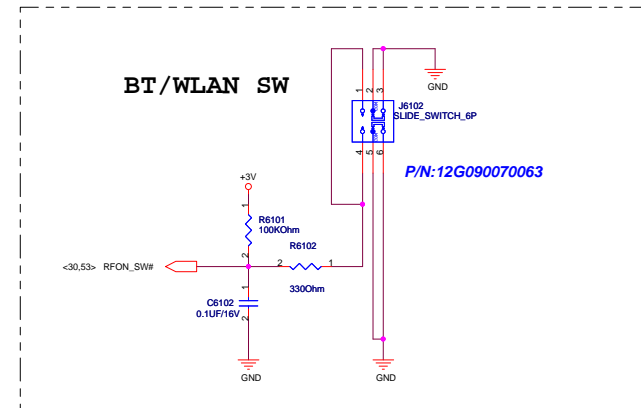 BT/WLAN SW
1
2
3
GND
J6102
SLIDE_SWITCH_6P
4
5
6
P/N:12G090070063
+3V
1
R6101
100KOhm
2
R6102
2
1
330Ohm
<30,53> RFON_SW#
1
C6102
0.1UF/16V
2
GND
GND